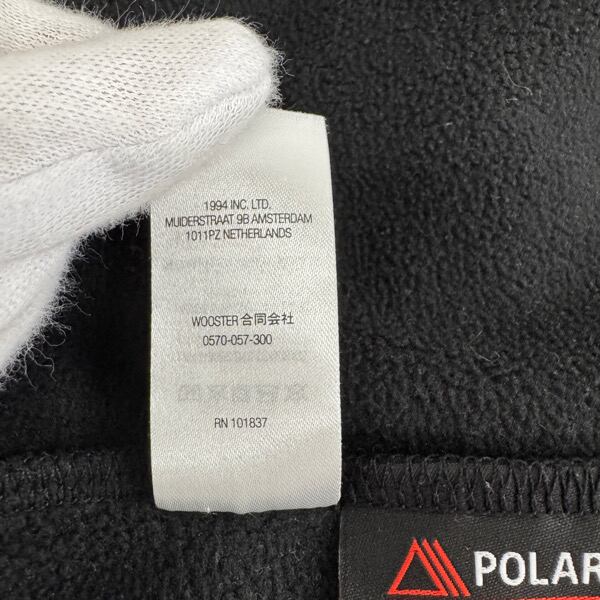 1994 INC. LTD.
MUIDERSTRAAT 9B AMSTERDAM
1011PZ NETHERLANDS
WOOSTER 合同会社
0570-057-300
RN 101837
POLAR